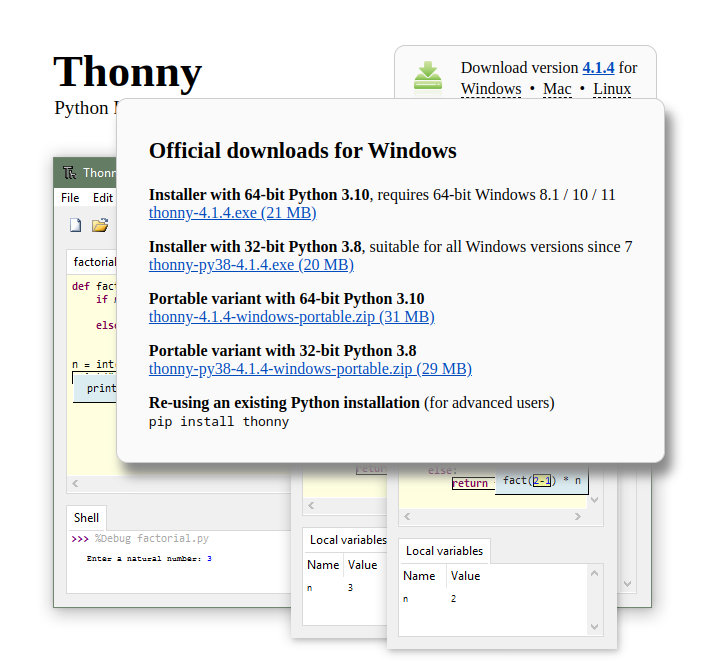 Thonny
Download version 4.1.4 for
Windows • Mac • Linux
Python
Official downloads for Windows
Installer with 64-bit Python 3.10, requires 64-bit Windows 8.1 / 10 / 11
thonny-4.1.4.exe (21 MB)
Installer with 32-bit Python 3.8, suitable for all Windows versions since 7
thonny-py38-4.1.4.exe (20 MB)
Portable variant with 64-bit Python 3.10
thonny-4.1.4-windows-portable.zip (31 MB)
Portable variant with 32-bit Python 3.8
thonny-py38-4.1.4-windows-portable.zip (29 MB)
Re-using an existing Python installation (for advanced users)
pip install thonny
Thonn
File Edit
factorial
def fact
if
else
n = int
print
else:
return fact(2-1) * n
retur
Shell
>>> %Debug factorial.py
Enter a natural number: 3
Local variables
Name Value
n 3
Local variables
Name Value
n 2